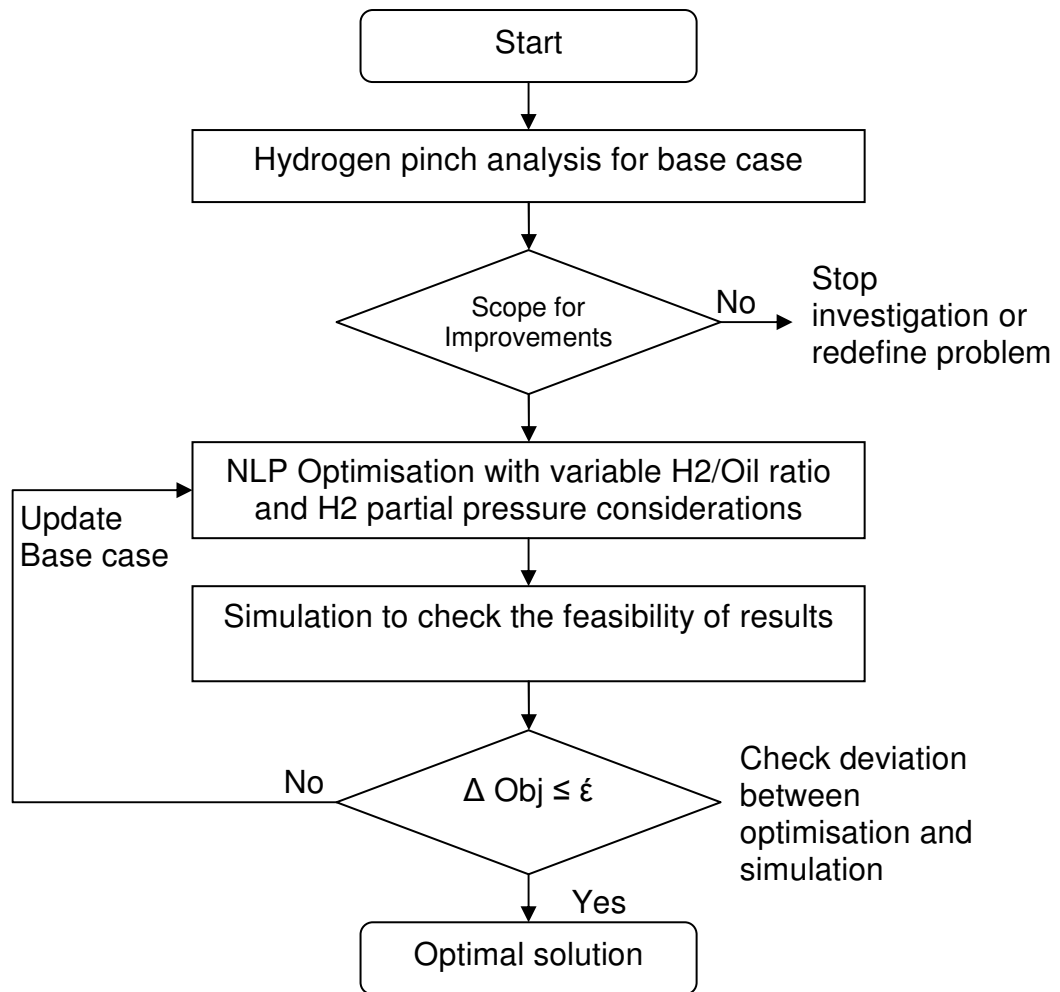 Start
Hydrogen pinch analysis for base case
Scope for
Improvements
No
Stop
investigation or
redefine problem
NLP Optimisation with variable H2/Oil ratio
and H2 partial pressure considerations
Update
Base case
Simulation to check the feasibility of results
No
Δ Obj ≤ έ
Check deviation
between
optimisation and
simulation
Yes
Optimal solution